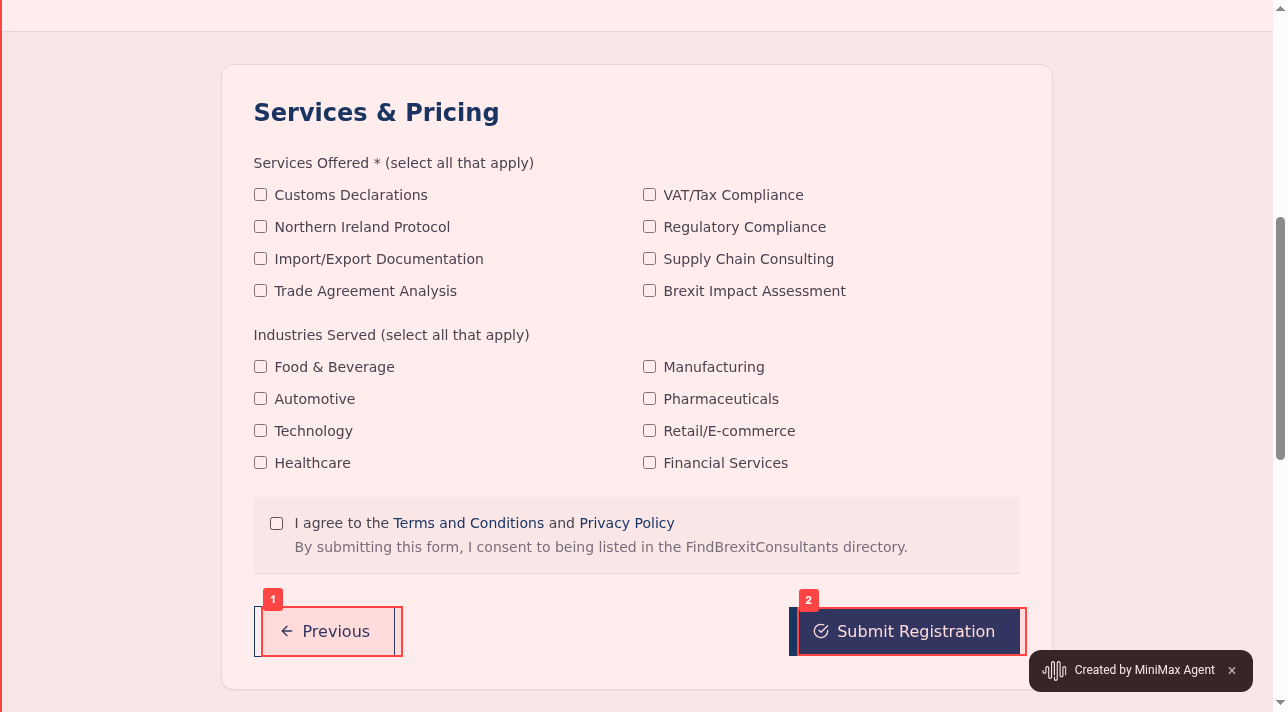 Services & Pricing
Services Offered * (select all that apply)
Customs Declarations
VAT/Tax Compliance
Northern Ireland Protocol
Regulatory Compliance
Import/Export Documentation
Supply Chain Consulting
Trade Agreement Analysis
Brexit Impact Assessment
Industries Served (select all that apply)
Food & Beverage
Manufacturing
Automotive
Pharmaceuticals
Technology
Retail/E-commerce
Healthcare
Financial Services
I agree to the Terms and Conditions and Privacy Policy
By submitting this form, I consent to being listed in the FindBrexitConsultants directory.
1
2
Previous
Submit Registration
Created by MiniMax Agent ×